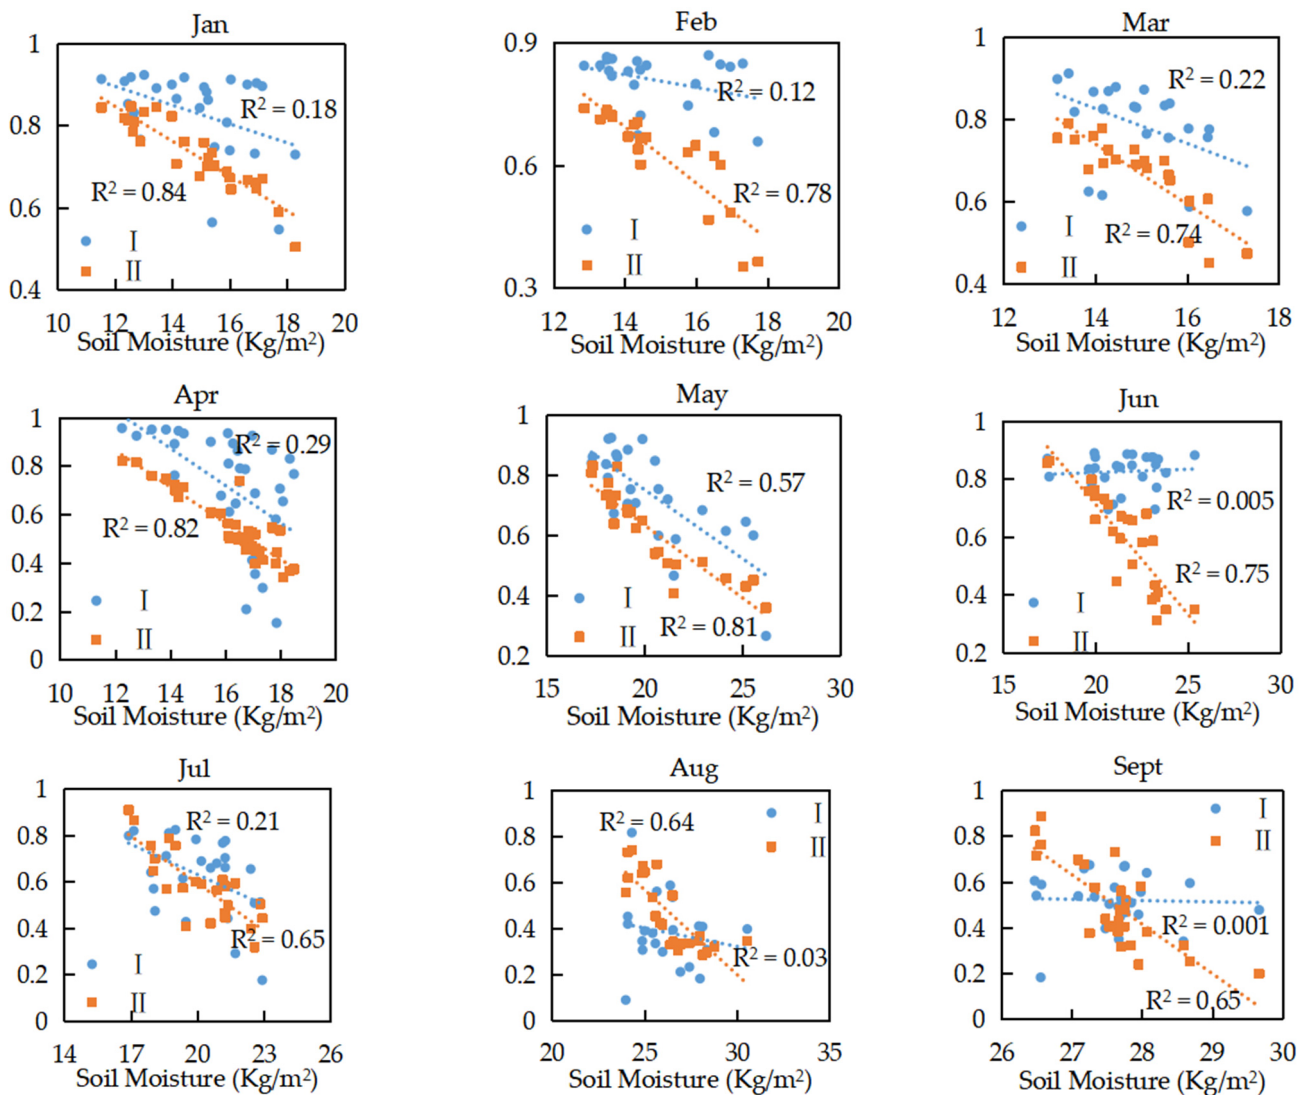 Jan
1
0.8
0.6
0.4
10 12 14 16 18 20
R² = 0.18
R² = 0.84
I
II
Soil Moisture (Kg/m²)
Feb
0.9
0.6
0.3
12 14 16 18 20
R² = 0.12
R² = 0.78
I
II
Soil Moisture (Kg/m²)
Mar
1
0.8
0.6
0.4
12 14 16 18
R² = 0.22
R² = 0.74
I
II
Soil Moisture (Kg/m²)
Apr
1
0.8
0.6
0.4
0.2
0
10 12 14 16 18 20
R² = 0.29
R² = 0.82
I
II
Soil Moisture (Kg/m²)
May
1
0.8
0.6
0.4
0.2
15 20 25 30
R² = 0.57
R² = 0.81
I
II
Soil Moisture (Kg/m²)
Jun
1
0.8
0.6
0.4
0.2
15 20 25 30
R² = 0.005
R² = 0.75
I
II
Soil Moisture (Kg/m²)
Jul
1
0.8
0.6
0.4
0.2
0
14 17 20 23 26
R² = 0.21
R² = 0.65
I
II
Soil Moisture (Kg/m²)
Aug
1
0.8
0.6
0.4
0.2
0
20 25 30 35
R² = 0.64
R² = 0.03
I
II
Soil Moisture (Kg/m²)
Sept
1
0.8
0.6
0.4
0.2
0
26 27 28 29 30
R² = 0.001
R² = 0.65
I
II
Soil Moisture (Kg/m²)